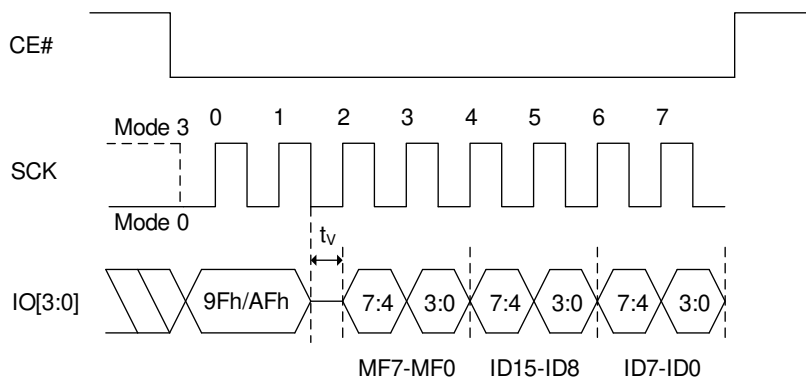 CE#
0 1 2 3 4 5 6 7
Mode 3
SCK
Mode 0
tV
IO[3:0]
9Fh/AFh 7:4 3:0 7:4 3:0 7:4 3:0
MF7-MF0 ID15-ID8 ID7-ID0